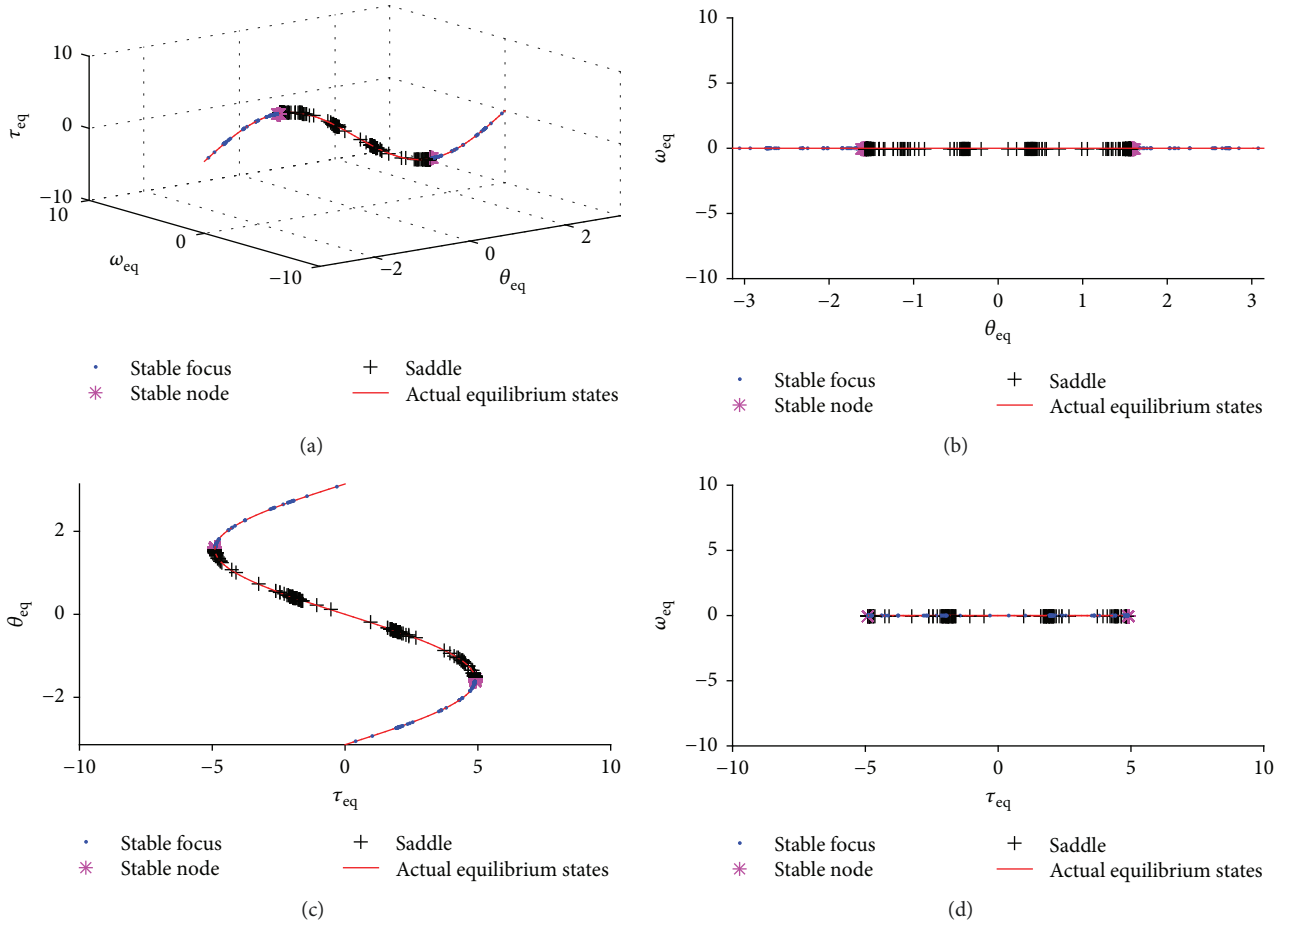 10
0
−10
τeq
10
0
−10
ωeq
−2
0
2
θeq
Stable focus
Saddle
Stable node
Actual equilibrium states
(a)
10
5
0
−5
−10
ωeq
−3 −2 −1 0 1 2 3
θeq
Stable focus
Saddle
Stable node
Actual equilibrium states
(b)
2
0
−2
θeq
−10 −5 0 5 10
τeq
Stable focus
Saddle
Stable node
Actual equilibrium states
(c)
10
5
0
−5
−10
ωeq
−10 −5 0 5 10
τeq
Stable focus
Saddle
Stable node
Actual equilibrium states
(d)